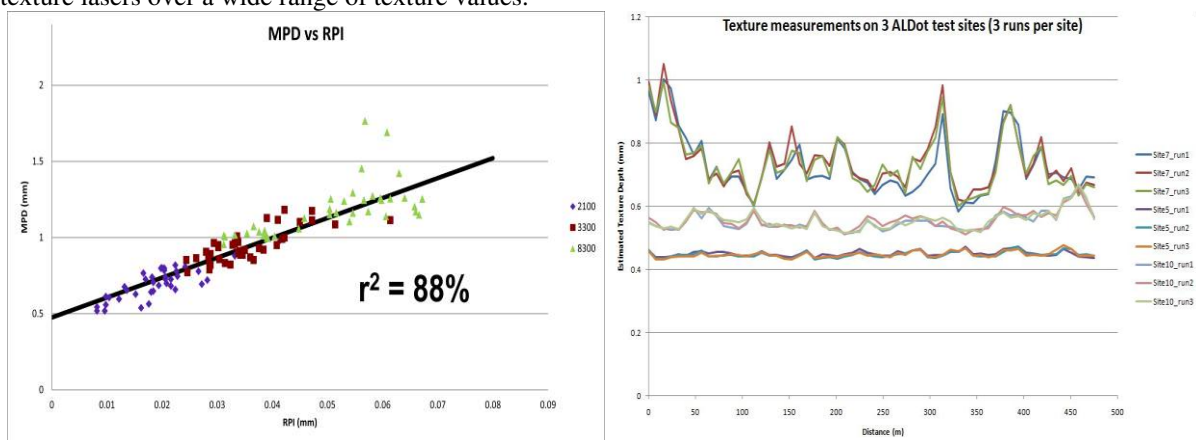 texture lasers over a wide range of texture values.
MPD vs RPI
MPD (mm)
2
1.5
1
0.5
0
0
0.01
0.02
0.03
0.04
0.05
0.06
0.07
0.08
0.09
RPI (mm)
r² = 88%
2100
3300
8300
Texture measurements on 3 ALDot test sites (3 runs per site)
Estimated Texture Depth (mm)
1.2
1
0.8
0.6
0.4
0.2
0
0
50
100
150
200
250
300
350
400
450
500
Distance (m)
Site7_run1
Site7_run2
Site7_run3
Site5_run1
Site5_run2
Site5_run3
Site10_run1
Site10_run2
Site10_run3